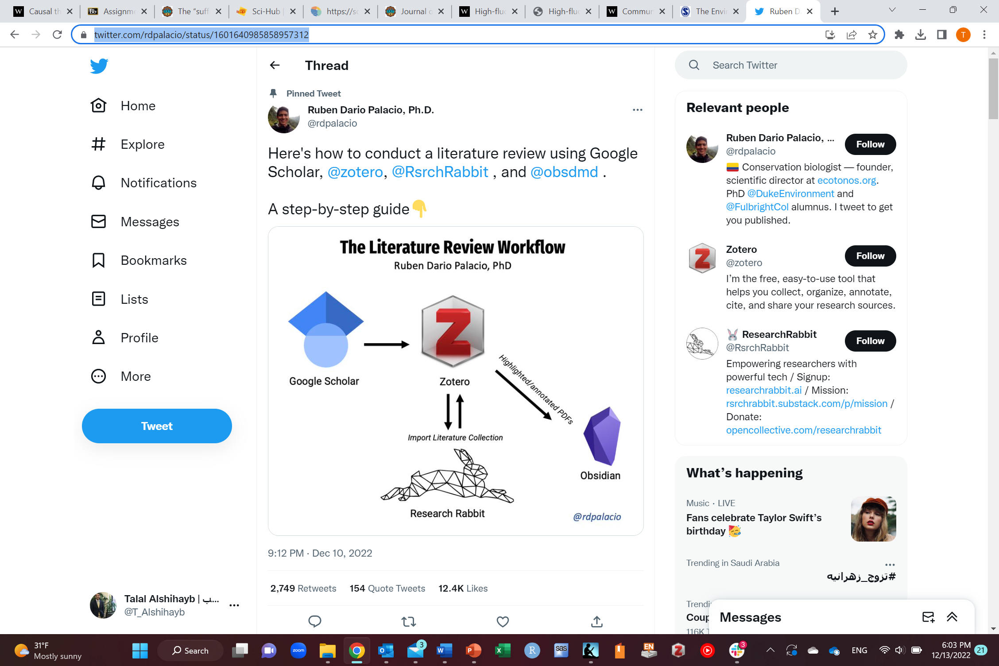 Causal th
Assignme
The “suff
Sci-Hub |
https://sc
Journal o
High-fluc
High-fluc
Commun
The Envir
Ruben D
twitter.com/rdpalacio/status/1601640985858957312
T
Home
Explore
Notifications
Messages
Bookmarks
Lists
Profile
More
Tweet
Talal Alshihayb | ب...
@T_Alshihayb
Thread
Pinned Tweet
Ruben Dario Palacio, Ph.D.
@rdpalacio
Here's how to conduct a literature review using Google
Scholar, @zotero, @RsrchRabbit , and @obsdmd .
A step-by-step guide
The Literature Review Workflow
Ruben Dario Palacio, PhD
Google Scholar
Zotero
Highlighted/annotated PDFs
Import Literature Collection
Obsidian
Research Rabbit
@rdpalacio
9:12 PM · Dec 10, 2022
2,749 Retweets 154 Quote Tweets 12.4K Likes
Search Twitter
Relevant people
Ruben Dario Palacio, ...
@rdpalacio
Follow
Conservation biologist — founder,
scientific director at ecotonos.org.
PhD @DukeEnvironment and
@FulbrightCol alumnus. I tweet to get
you published.
Zotero
@zotero
Follow
I’m the free, easy-to-use tool that
helps you collect, organize, annotate,
cite, and share your research sources.
ResearchRabbit
@RsrchRabbit
Follow
Empowering researchers with
powerful tech / Signup:
researchrabbit.ai / Mission:
rsrchrabbit.substack.com/p/mission /
Donate:
opencollective.com/researchrabbit
What’s happening
Music · LIVE
Fans celebrate Taylor Swift’s
birthday
Trending in Saudi Arabia
#تزوج_زهرانيه
Trendi
Coup
116K T
Messages
31°F
Mostly sunny
Search
zoom
3
R
sas
EN
3
ENG
6:03 PM
12/13/2022
21